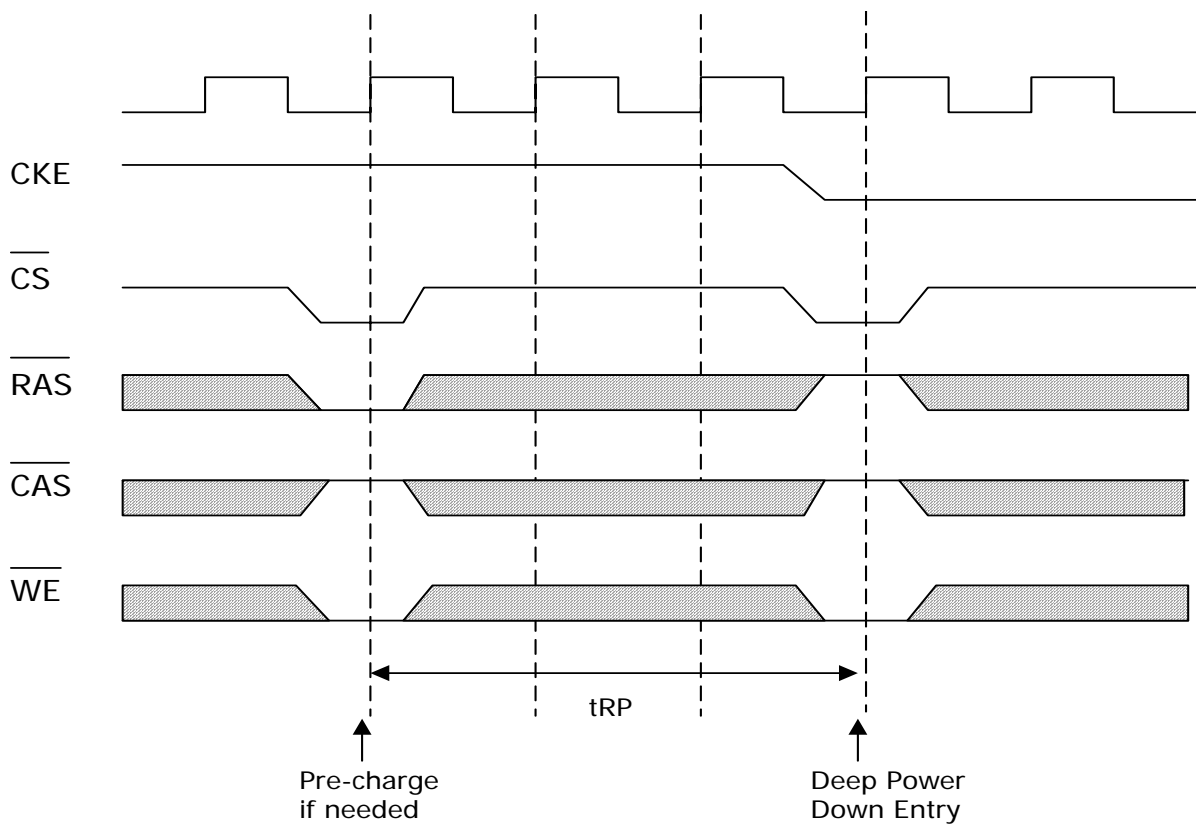 CKE
CS
RAS
CAS
WE
tRP
Pre-charge
if needed
Deep Power
Down Entry